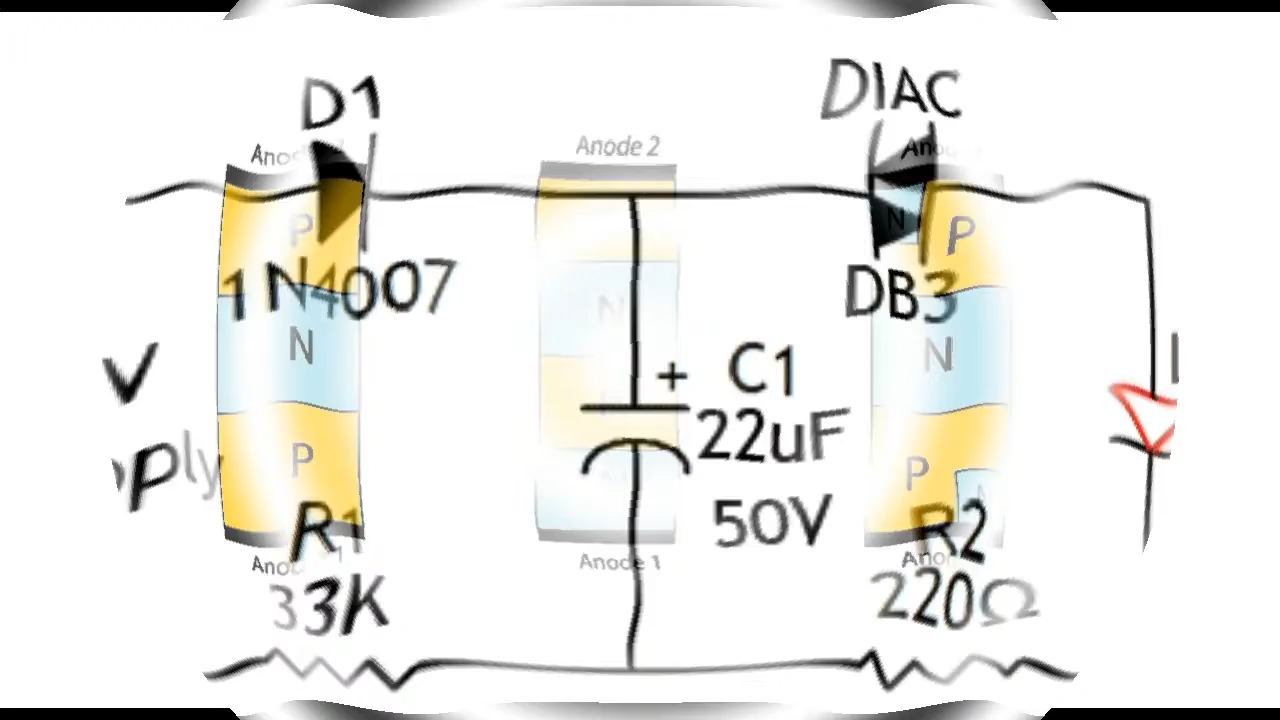 D1
DIAC
Anode 2
P
N
P
1N4007
DB3
N
N
N
V
C1
+
22uF
P
P
50V
R1
R2
Anode 1
33K
220Ω